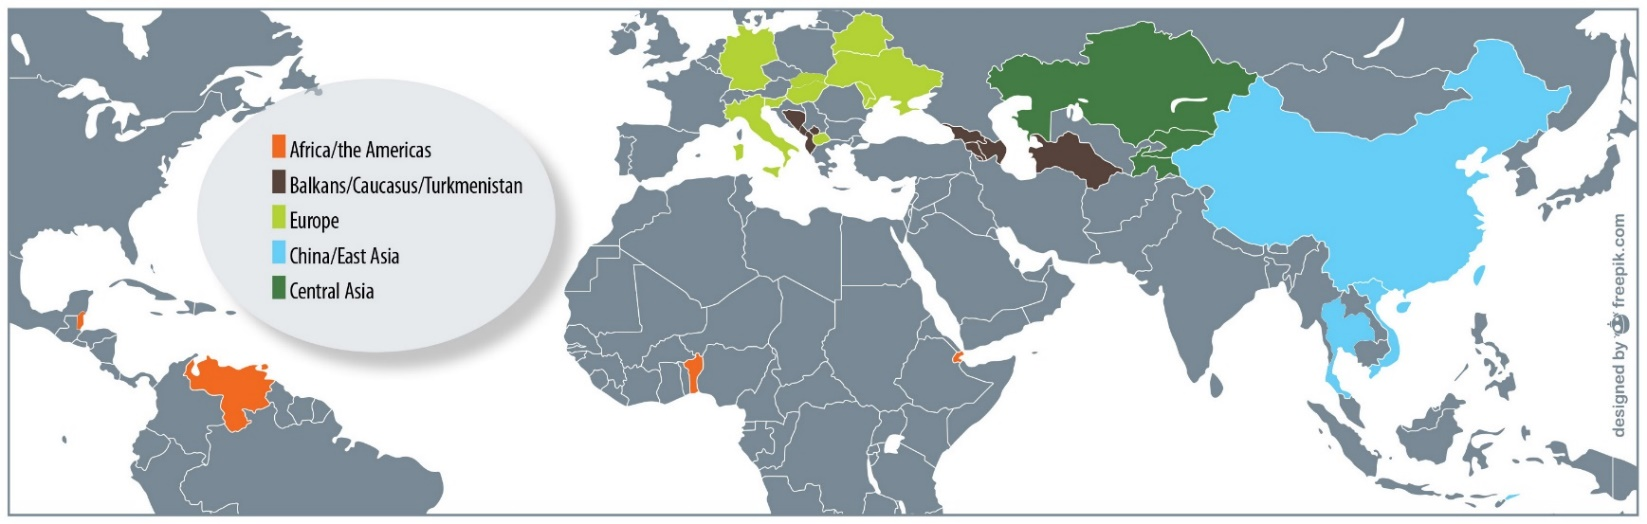 Africa/the Americas
Balkans/Caucasus/Turkmenistan
Europe
China/East Asia
Central Asia
designed by freepik.com